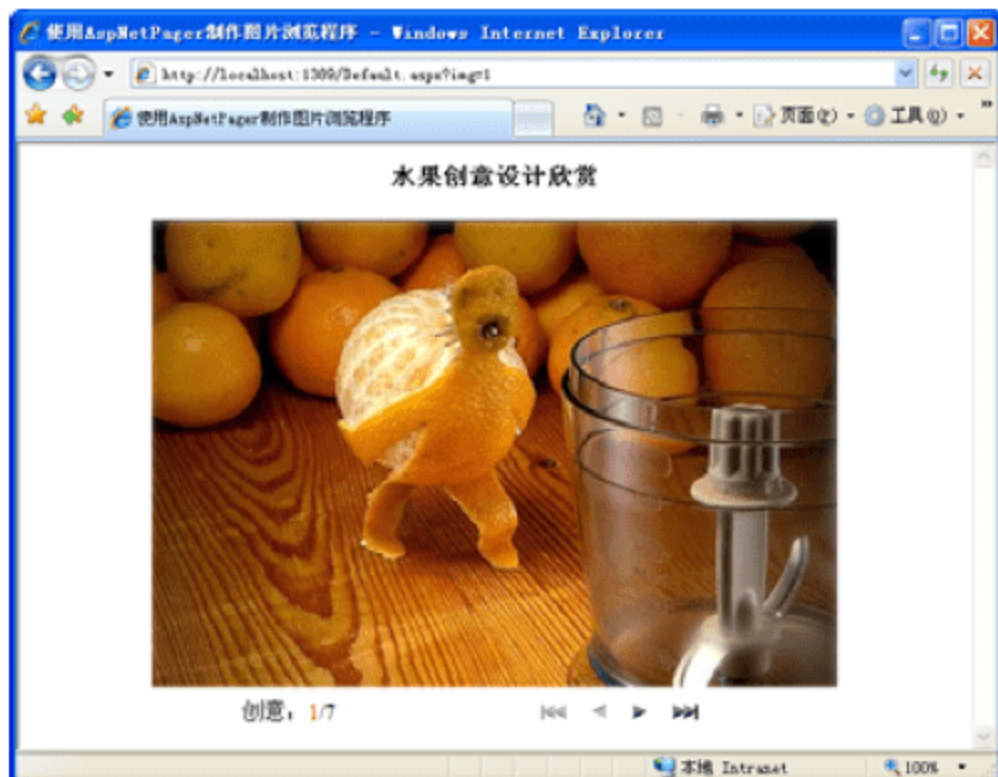 使用AspNetPager制作图片浏览程序 - Windows Internet Explorer
http://localhost:1309/Default.aspx?img=1
使用AspNetPager制作图片浏览程序
页面(P)
工具(O)
水果创意设计欣赏
创意：1/7
本地 Intranet
100%